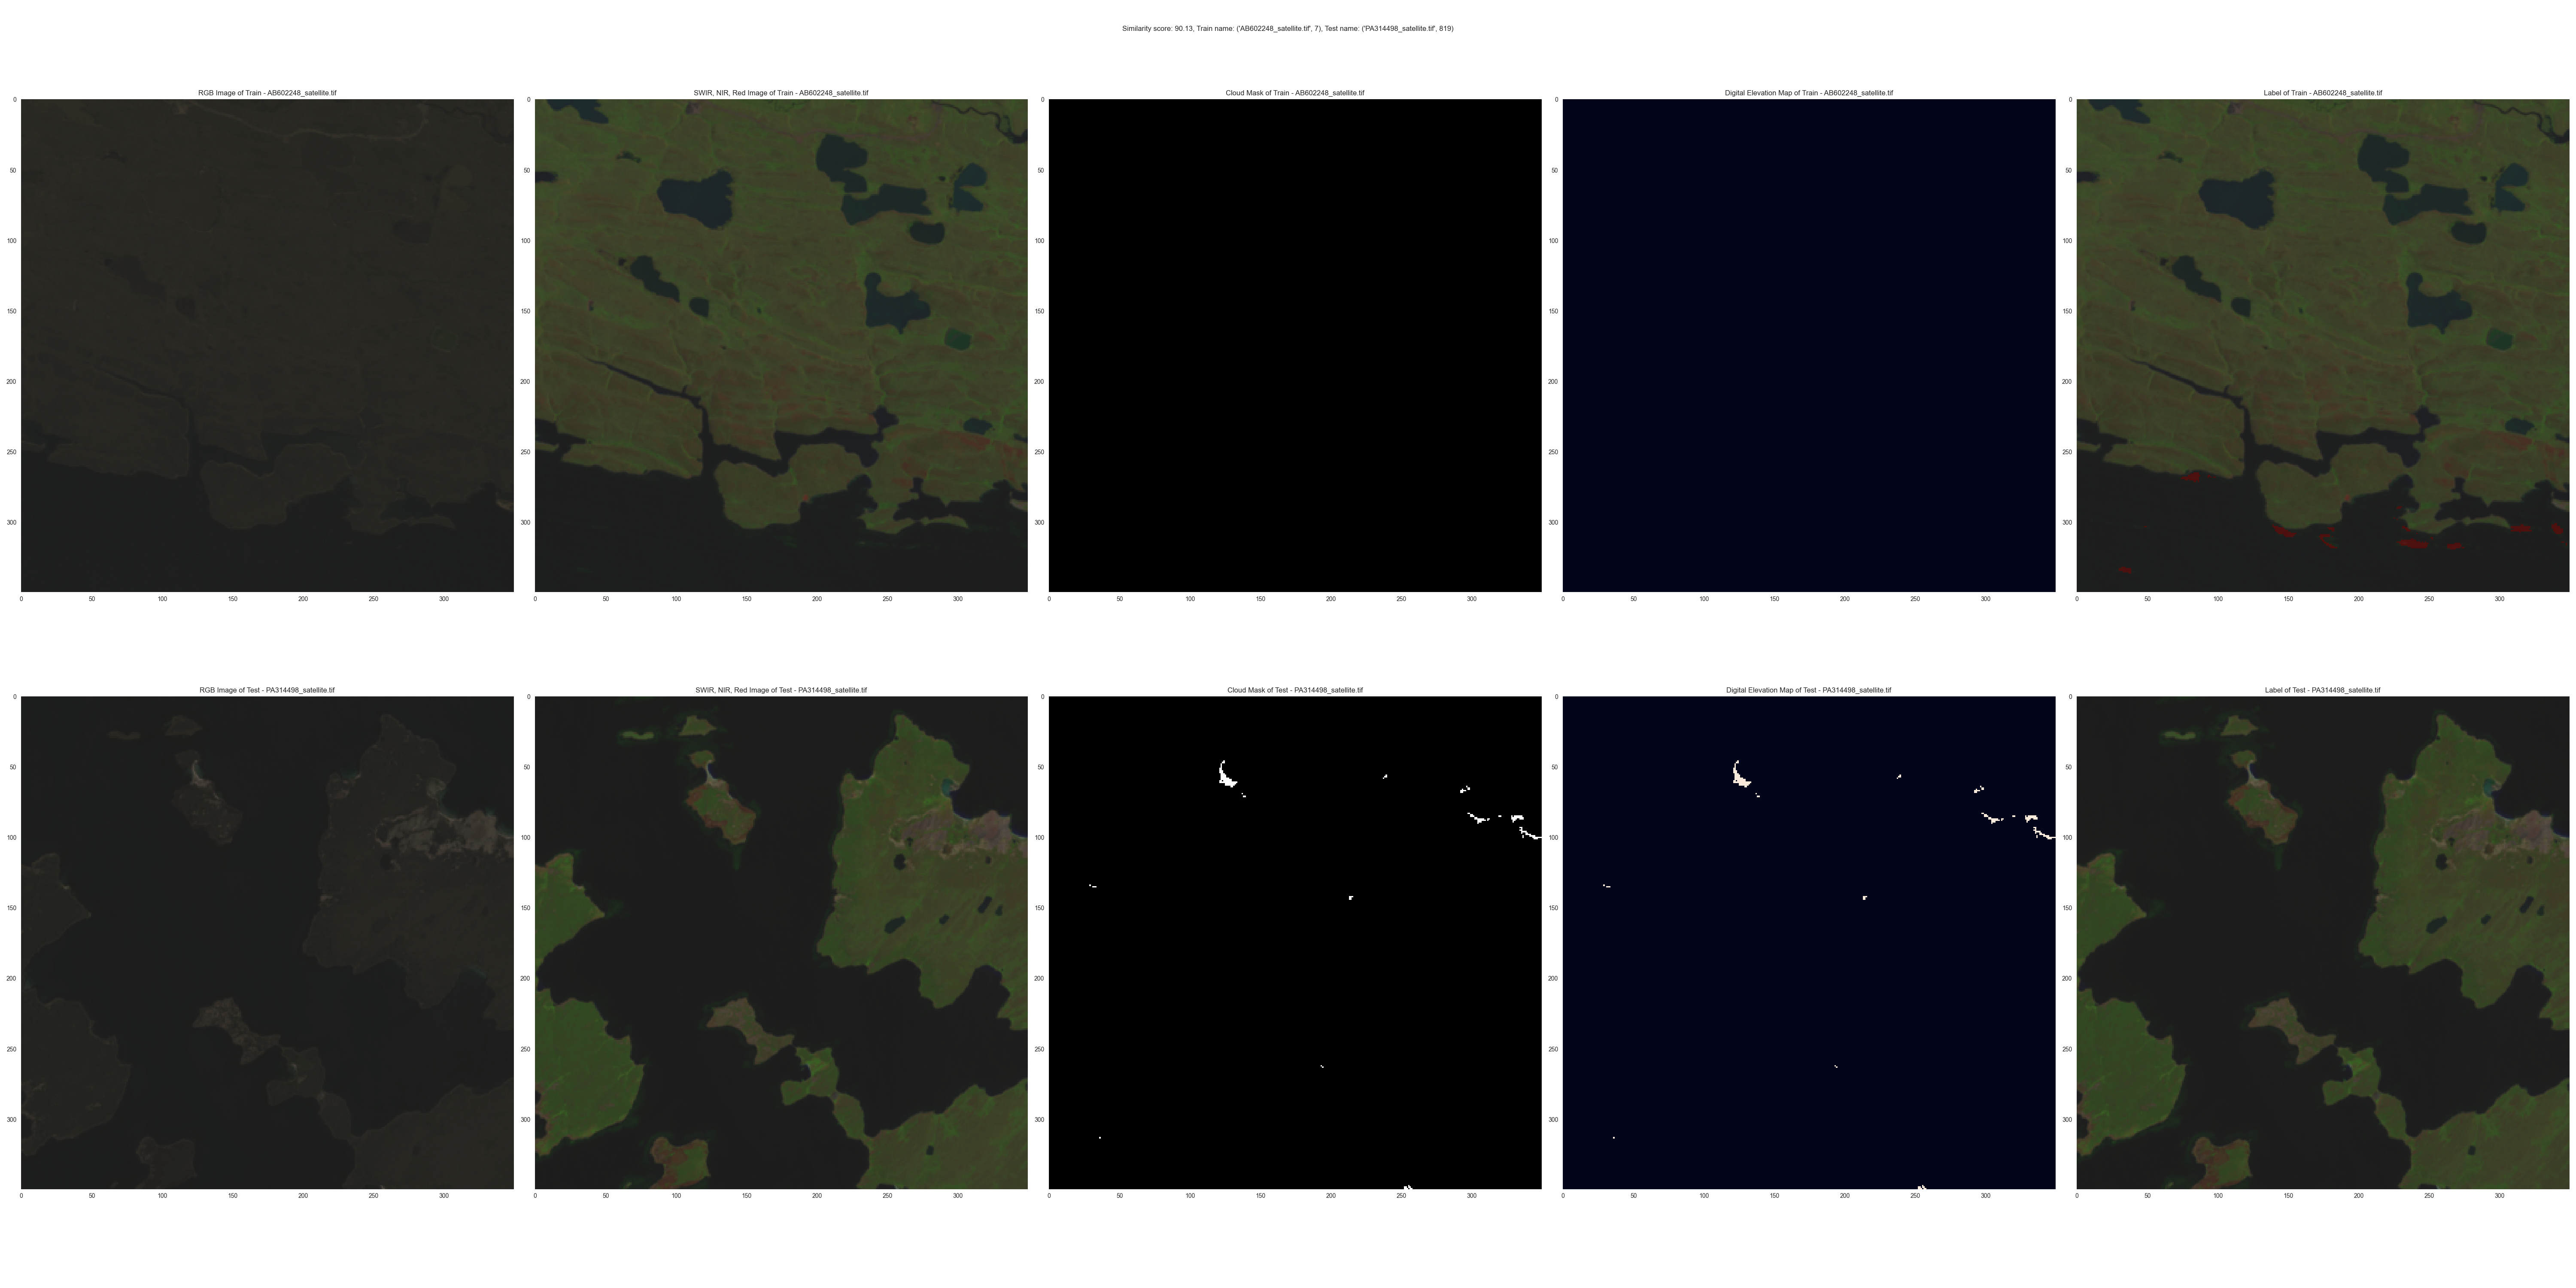 Similarity score: 90.13, Train name: ('AB602248_satellite.tif', 7), Test name: ('PA314498_satellite.tif', 819)
RGB Image of Train - AB602248_satellite.tif
SWIR, NIR, Red Image of Train - AB602248_satellite.tif
Cloud Mask of Train - AB602248_satellite.tif
Digital Elevation Map of Train - AB602248_satellite.tif
Label of Train - AB602248_satellite.tif
0 0 0 0 0
50 50 50 50 50
100 100 100 100 100
150 150 150 150 150
200 200 200 200 200
250 250 250 250 250
300 300 300 300 300
0 50 100 150 200 250 300
0 50 100 150 200 250 300
0 50 100 150 200 250 300
0 50 100 150 200 250 300
0 50 100 150 200 250 300
RGB Image of Test - PA314498_satellite.tif
SWIR, NIR, Red Image of Test - PA314498_satellite.tif
Cloud Mask of Test - PA314498_satellite.tif
Digital Elevation Map of Test - PA314498_satellite.tif
Label of Test - PA314498_satellite.tif
0 0 0 0 0
50 50 50 50 50
100 100 100 100 100
150 150 150 150 150
200 200 200 200 200
250 250 250 250 250
300 300 300 300 300
0 50 100 150 200 250 300
0 50 100 150 200 250 300
0 50 100 150 200 250 300
0 50 100 150 200 250 300
0 50 100 150 200 250 300